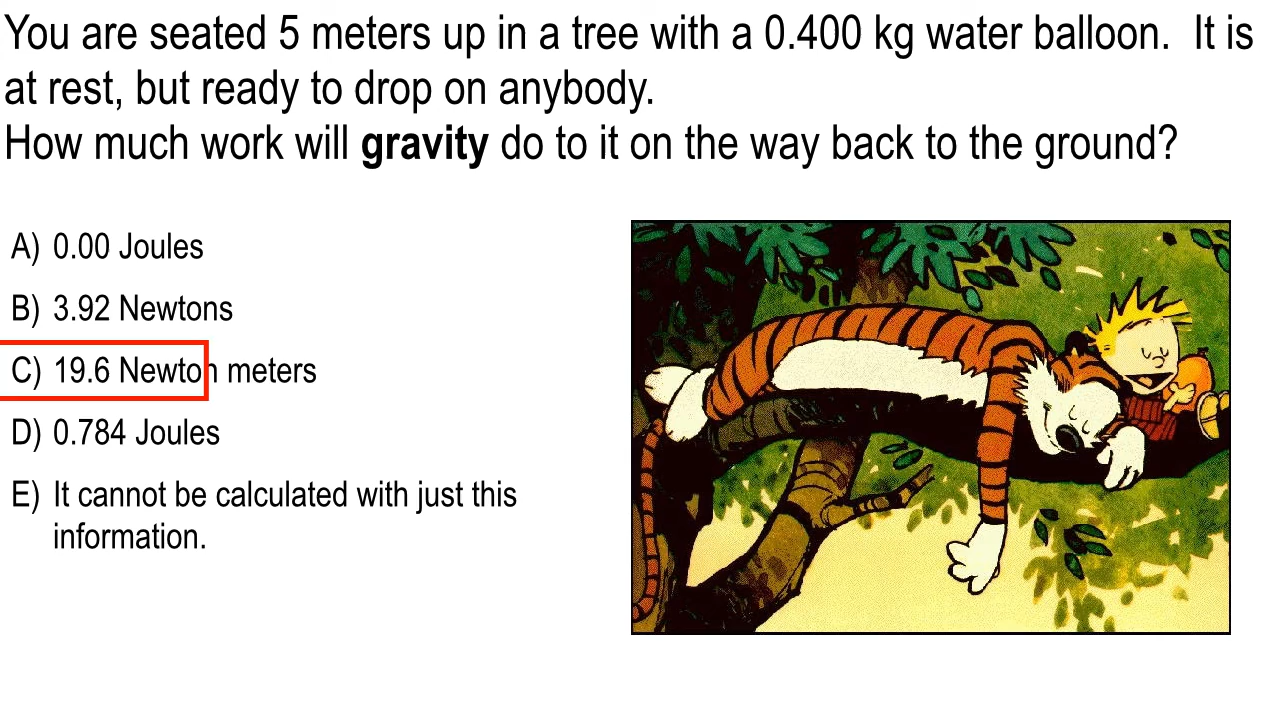 You are seated 5 meters up in a tree with a 0.400 kg water balloon.  It is
at rest, but ready to drop on anybody.
How much work will gravity do to it on the way back to the ground?
A) 0.00 Joules
B) 3.92 Newtons
C) 19.6 Newton meters
D) 0.784 Joules
E) It cannot be calculated with just this
information.